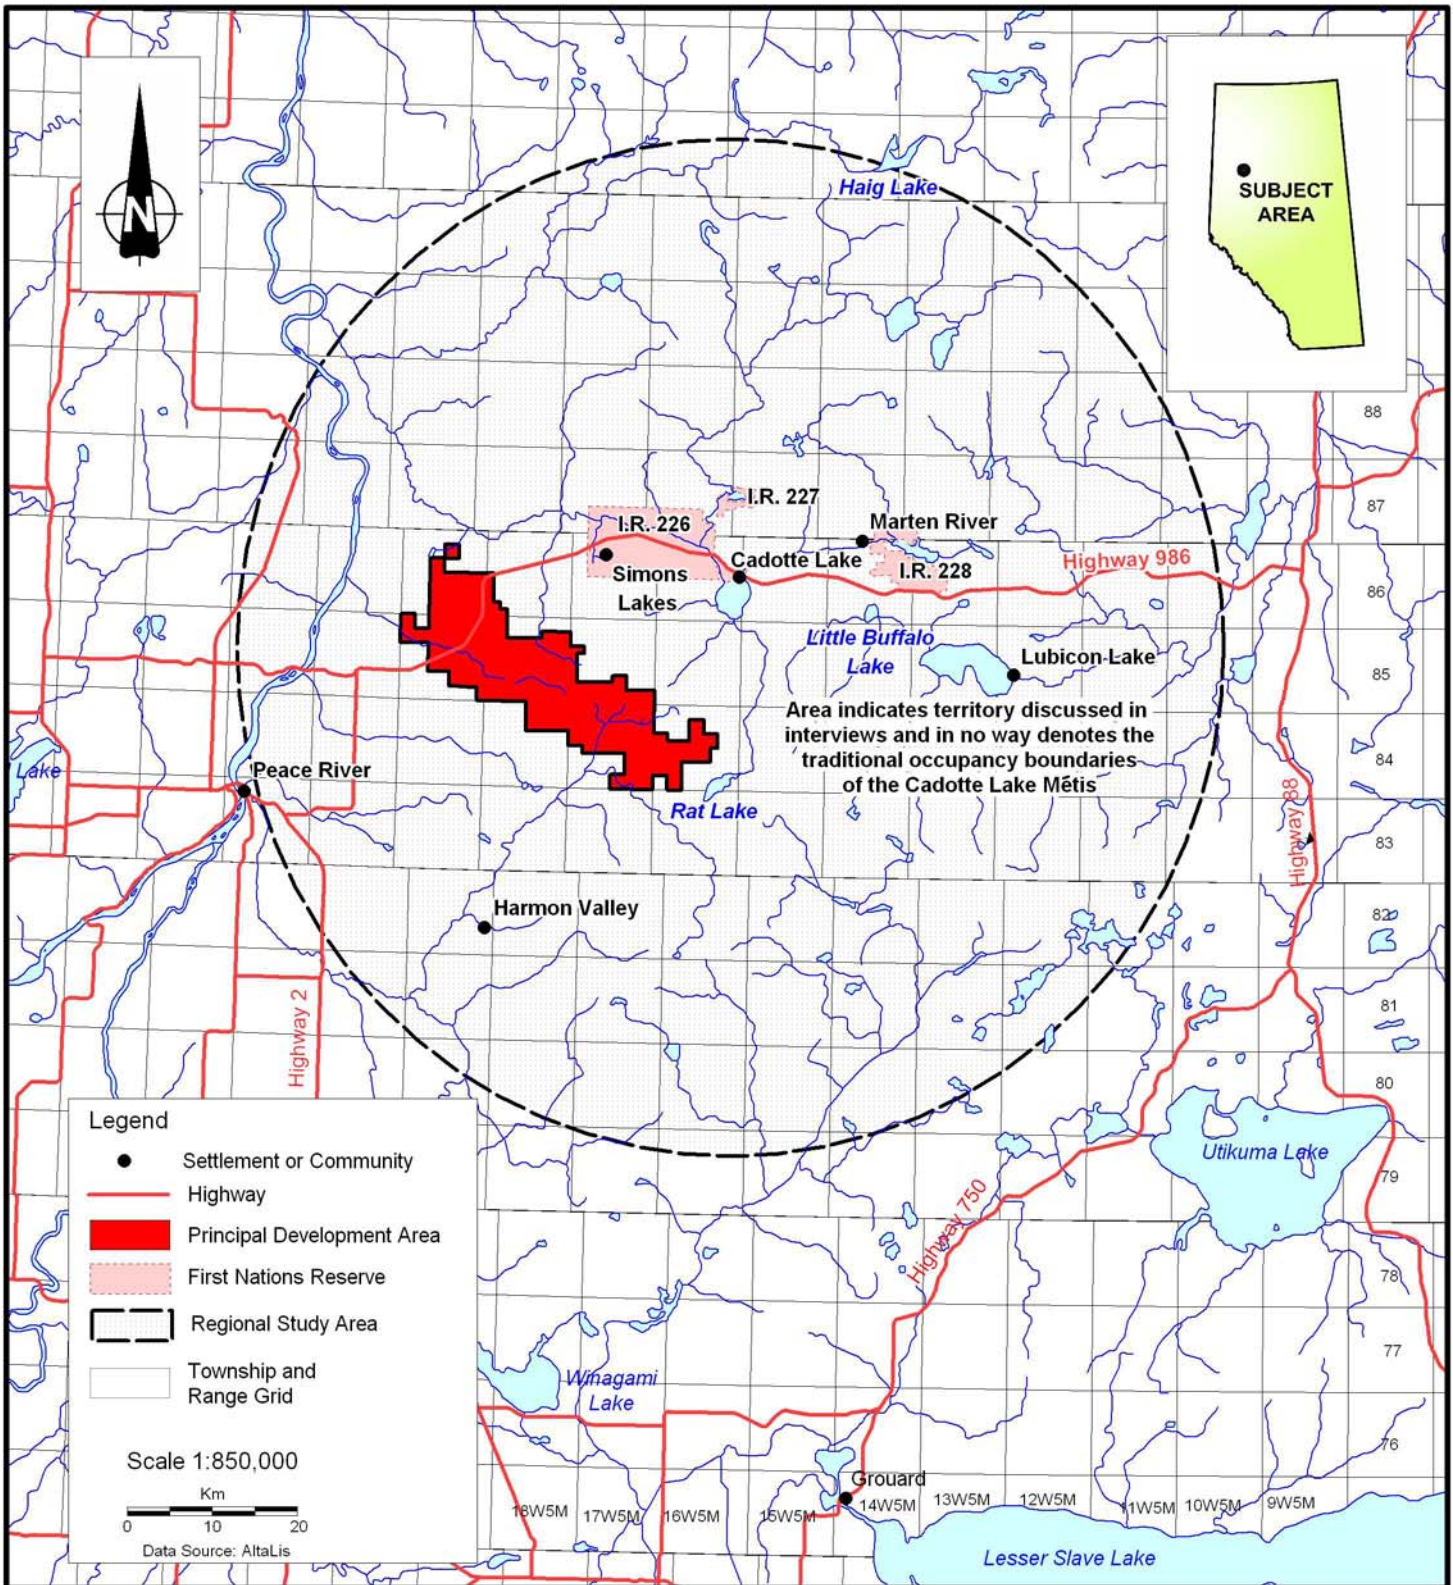 N
SUBJECT
AREA
Haig Lake
88
I.R. 227
87
I.R. 226
Marten River
Cadotte Lake
Highway 986
Simons
Lakes
I.R. 228
86
Little Buffalo
Lake
Lubicon Lake
85
Area indicates territory discussed in
interviews and in no way denotes the
traditional occupancy boundaries
of the Cadotte Lake Métis
84
Lake
Peace River
Rat Lake
Highway 88
83
Harmon Valley
82
81
Highway 2
80
Utikuma Lake
79
Highway 750
78
77
Winagami
Lake
76
Grouard
18W5M
17W5M
16W5M
15W5M
14W5M
13W5M
12W5M
11W5M
10W5M
9W5M
Lesser Slave Lake
Legend
Settlement or Community
Highway
Principal Development Area
First Nations Reserve
Regional Study Area
Township and
Range Grid
Scale 1:850,000
Km
0 10 20
Data Source: AltaLis